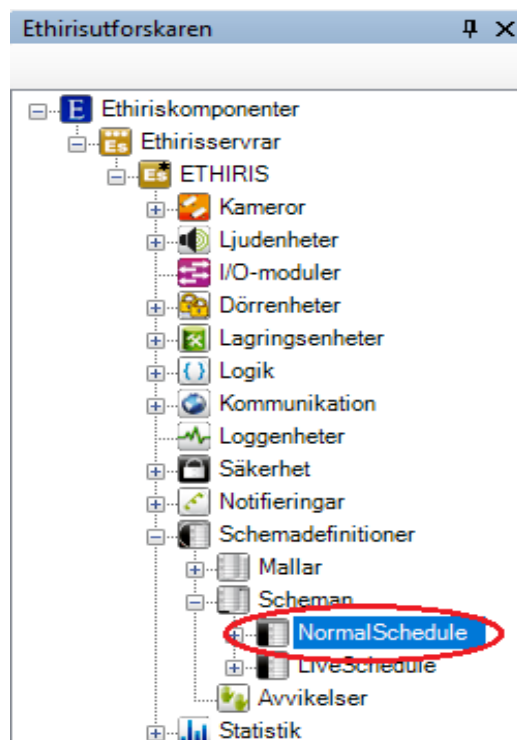 Ethirisutforskaren
Ethiriskomponenter
Ethirisservrar
ETHIRIS
Kameror
Ljudenheter
I/O-moduler
Dörrenheter
Lagringsenheter
Logik
Kommunikation
Loggenheter
Säkerhet
Notifieringar
Schemadefinitioner
Mallar
Scheman
NormalSchedule
LiveSchedule
Avvikelser
Statistik